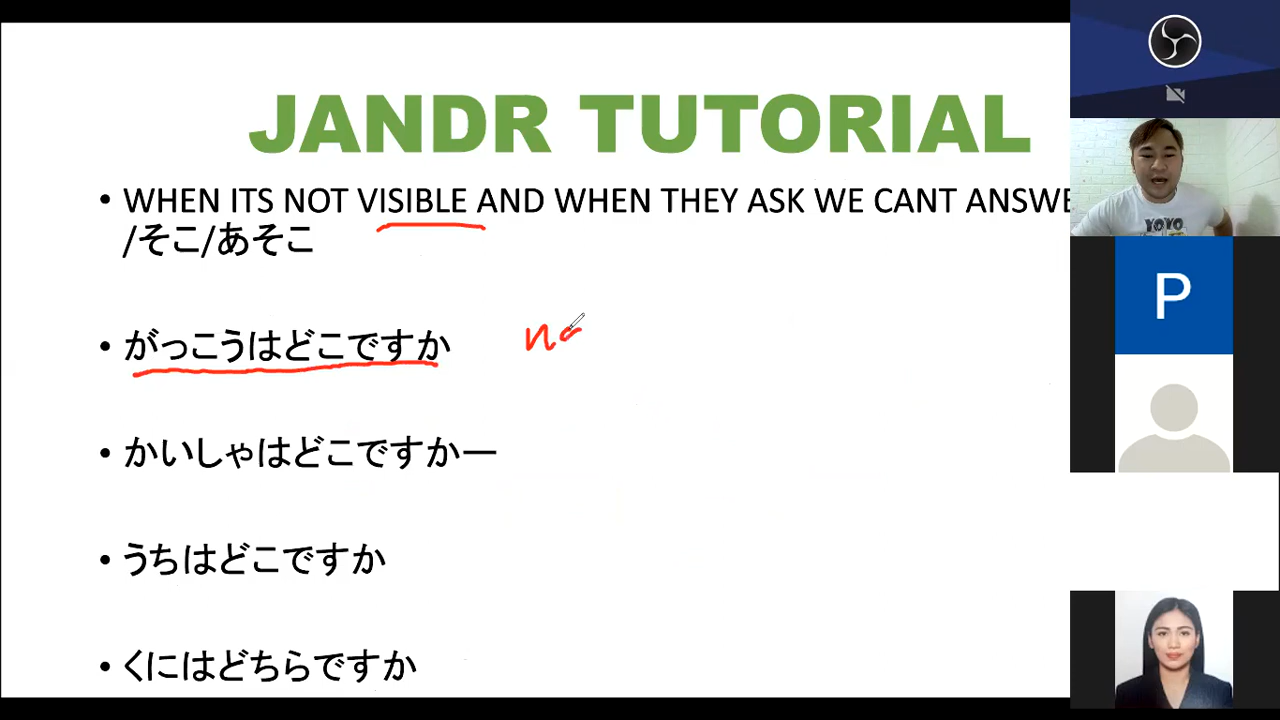 JANDR TUTORIAL
• WHEN ITS NOT VISIBLE AND WHEN THEY ASK WE CANT ANSWE
/そこ/あそこ
• がっこうはどこですか
na
• かいしゃはどこですかー
• うちはどこですか
• くにはどちらですか
YOYO
P